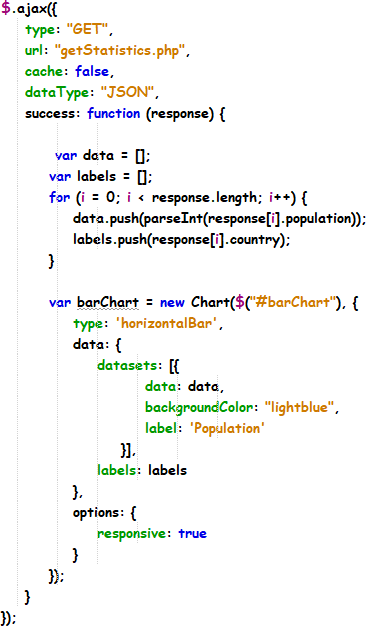 $.ajax({
type: "GET",
url: "getStatistics.php",
cache: false,
dataType: "JSON",
success: function (response) {
var data = [];
var labels = [];
for (i = 0; i < response.length; i++) {
data.push(parseInt(response[i].population));
labels.push(response[i].country);
}
var barChart = new Chart($("#barChart"), {
type: 'horizontalBar',
data: {
datasets: [{
data: data,
backgroundColor: "lightblue",
label: 'Population'
}],
labels: labels
},
options: {
responsive: true
}
});
}
});